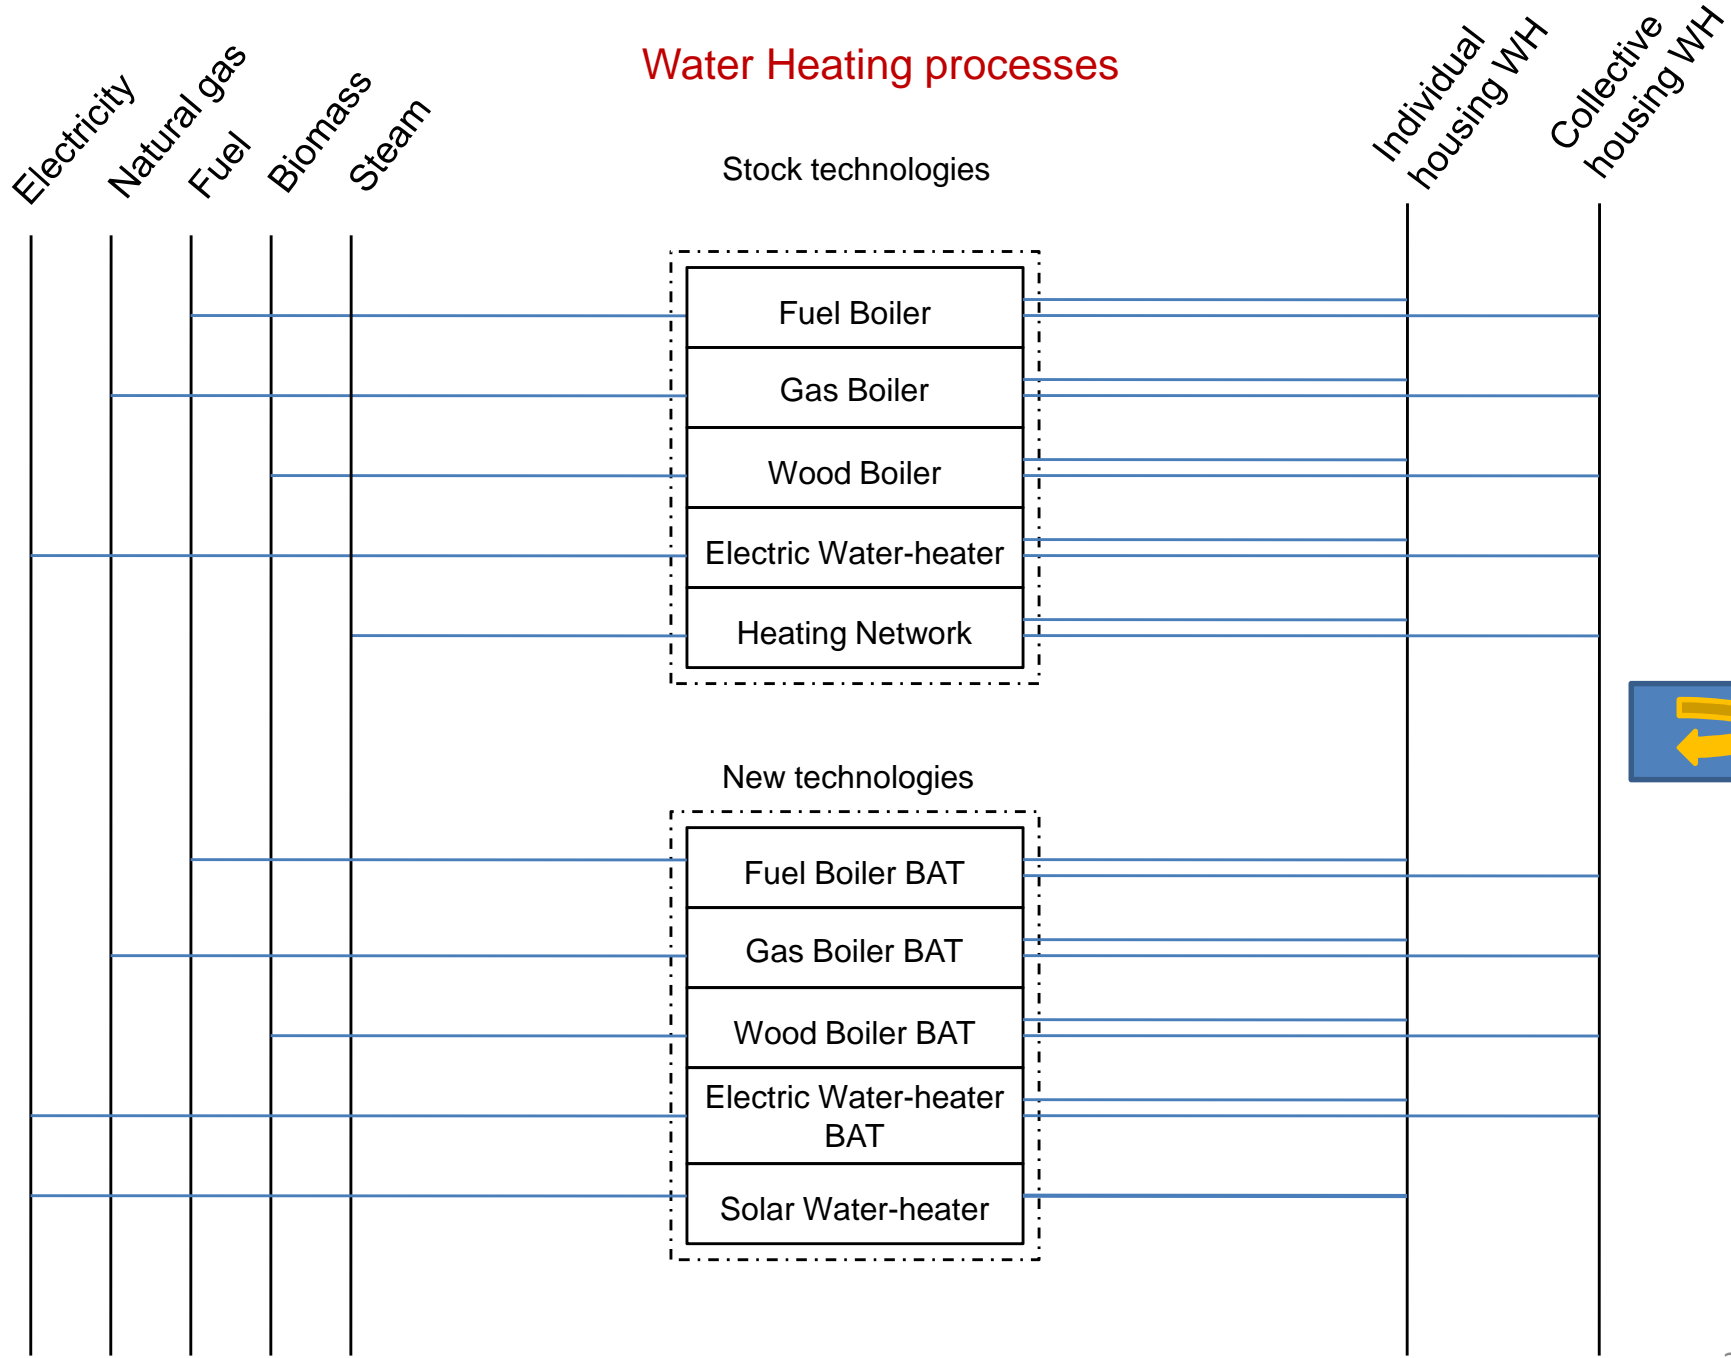 Water Heating processes
Electricity
Natural gas
Fuel
Biomass
Steam
Individual
housing WH
Collective
housing WH
Stock technologies
Fuel Boiler
Gas Boiler
Wood Boiler
Electric Water-heater
Heating Network
New technologies
Fuel Boiler BAT
Gas Boiler BAT
Wood Boiler BAT
Electric Water-heater
BAT
Solar Water-heater